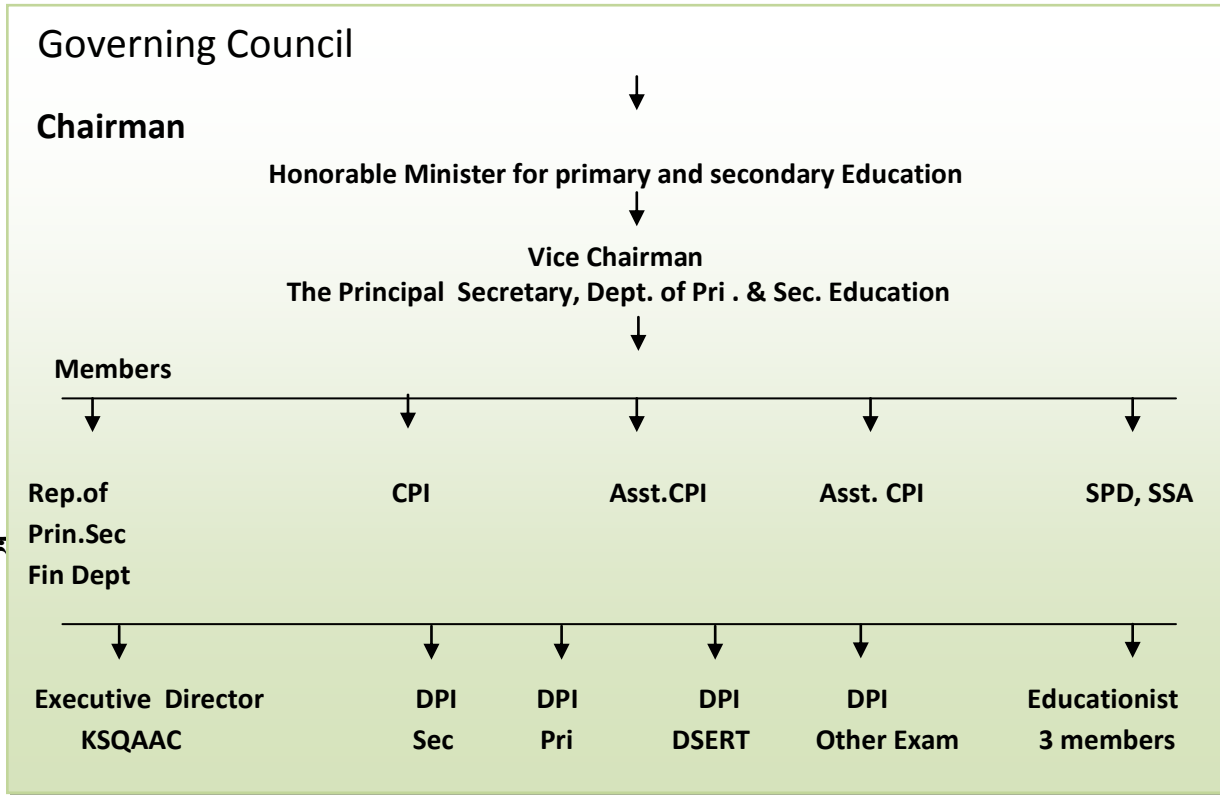 Governing Council
Chairman
Honorable Minister for primary and secondary Education
Vice Chairman
The Principal Secretary, Dept. of Pri . & Sec. Education
Members
Rep.of CPI Asst.CPI Asst. CPI SPD, SSA
Prin.Sec
Fin Dept
Executive Director DPI DPI DPI DPI Educationist
KSQAAC Sec Pri DSERT Other Exam 3 members